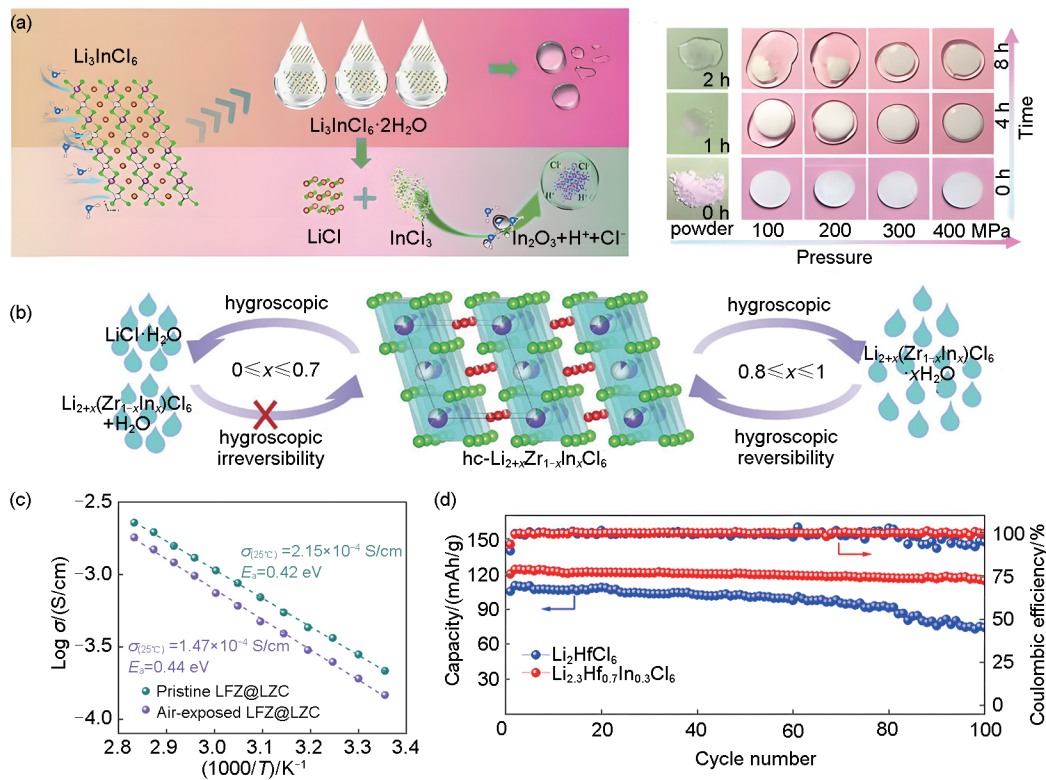 (a)
Li₃InCl₆
Li₃InCl₆·2H₂O
LiCl
InCl₃
In₂O₃+H⁺+Cl⁻
Cl⁻
Cl⁻
H⁺
H⁺
2 h
1 h
0 h
powder
100
200
300
400 MPa
Pressure
8 h
4 h
0 h
Time
(b)
hygroscopic
LiCl·H₂O
0≤x≤0.7
Li₂₊ₓ(Zr₁₋ₓInₓ)Cl₆
+H₂O
hygroscopic
irreversibility
hc-Li₂₊ₓZr₁₋ₓInₓCl₆
hygroscopic
0.8≤x≤1
Li₂₊ₓ(Zr₁₋ₓInₓ)Cl₆
·xH₂O
hygroscopic
reversibility
(c)
Log σ/(S/cm)
−2.5
−3.0
−3.5
−4.0
σ(25℃) =2.15×10⁻⁴ S/cm
Eₐ=0.42 eV
σ(25℃) =1.47×10⁻⁴ S/cm
Eₐ=0.44 eV
Pristine LFZ@LZC
Air-exposed LFZ@LZC
2.8 2.9 3.0 3.1 3.2 3.3 3.4
(1000/T)/K⁻¹
(d)
Capacity/(mAh/g)
150
120
90
60
30
Li₂HfCl₆
Li₂.₃Hf₀.₇In₀.₃Cl₆
0 20 40 60 80 100
Cycle number
100
75
50
25
0
Coulombic efficiency/%